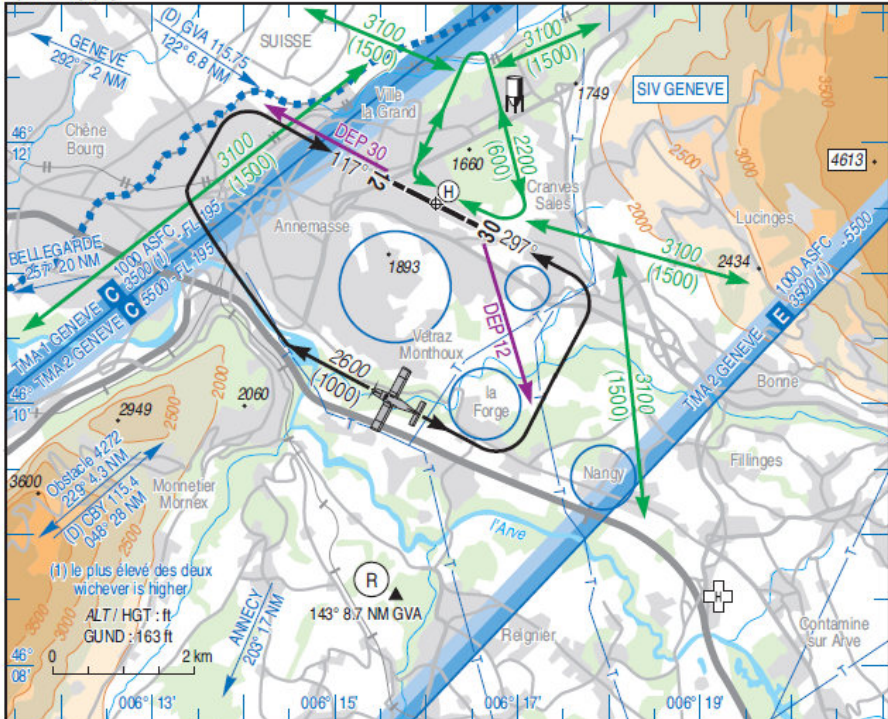 GENEVE
292° 7.2 NM
(D) GVA 115.75
122° 6.8 NM
SUISSE
3100
(1500)
3100
(1500)
1749
SIV GENEVE
Ville
la Grand
Chêne
Bourg
46°
12'
3100
(1500)
DEP 30
117°
12
1660
H
2200
(600)
Cranves
Sales
2500
3000
2000
4613
Lucinges
Annemasse
30
297°
3100
(1500)
2434
BELLEGARDE
251° 20 NM
1893
TMA 1 GENEVE C 1000 ASFC
3500 (1) - FL 195
TMA 2 GENEVE C 5500 - FL 195
DEP 12
Vétraz
Monthoux
TMA 2 GENEVE E 1000 ASFC
3500 (1) - 5500
2600
(1000)
la
Forge
3100
(1500)
Bonne
46°
10'
2949
2500
2000
2060
Obstacle 4272
229° 4.3 NM
(D) CBY 115.4
048° 28 NM
3600
Monnetier
Mornex
Nangy
Fillinges
l'Arve
2500
2000
3000
(1) le plus élevé des deux
wichever is higher
ALT / HGT : ft
GUND : 163 ft
0 2 km
R
143° 8.7 NM GVA
ANNECY
203° 17 NM
H
Reignier
Contamine
sur Arve
46°
08'
006° 13'
006° 15'
006° 17'
006° 19'
T
T
T
T
T
T